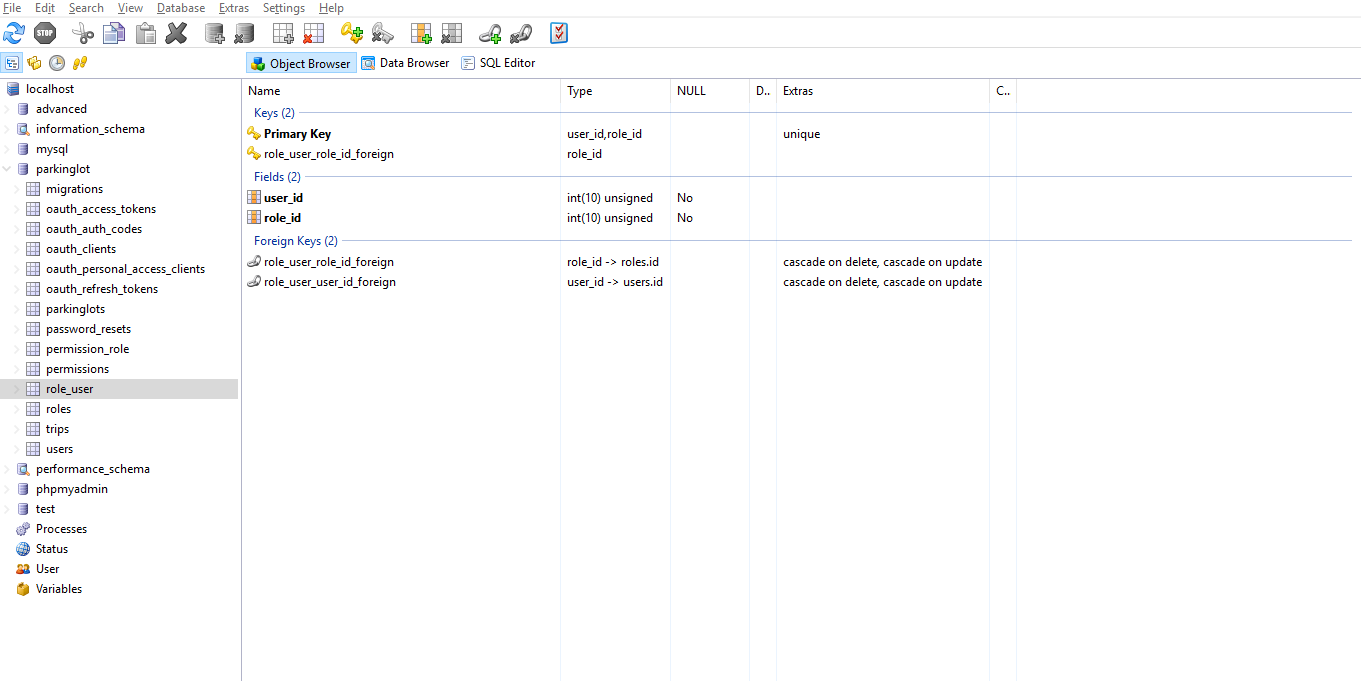 File Edit Search View Database Extras Settings Help
STOP
Object Browser Data Browser SQL Editor
localhost
advanced
information_schema
mysql
parkinglot
migrations
oauth_access_tokens
oauth_auth_codes
oauth_clients
oauth_personal_access_clients
oauth_refresh_tokens
parkinglots
password_resets
permission_role
permissions
role_user
roles
trips
users
performance_schema
phpmyadmin
test
Processes
Status
User
Variables
Name Type NULL D.. Extras C..
Keys (2)
Primary Key user_id,role_id unique
role_user_role_id_foreign role_id
Fields (2)
user_id int(10) unsigned No
role_id int(10) unsigned No
Foreign Keys (2)
role_user_role_id_foreign role_id -> roles.id cascade on delete, cascade on update
role_user_user_id_foreign user_id -> users.id cascade on delete, cascade on update